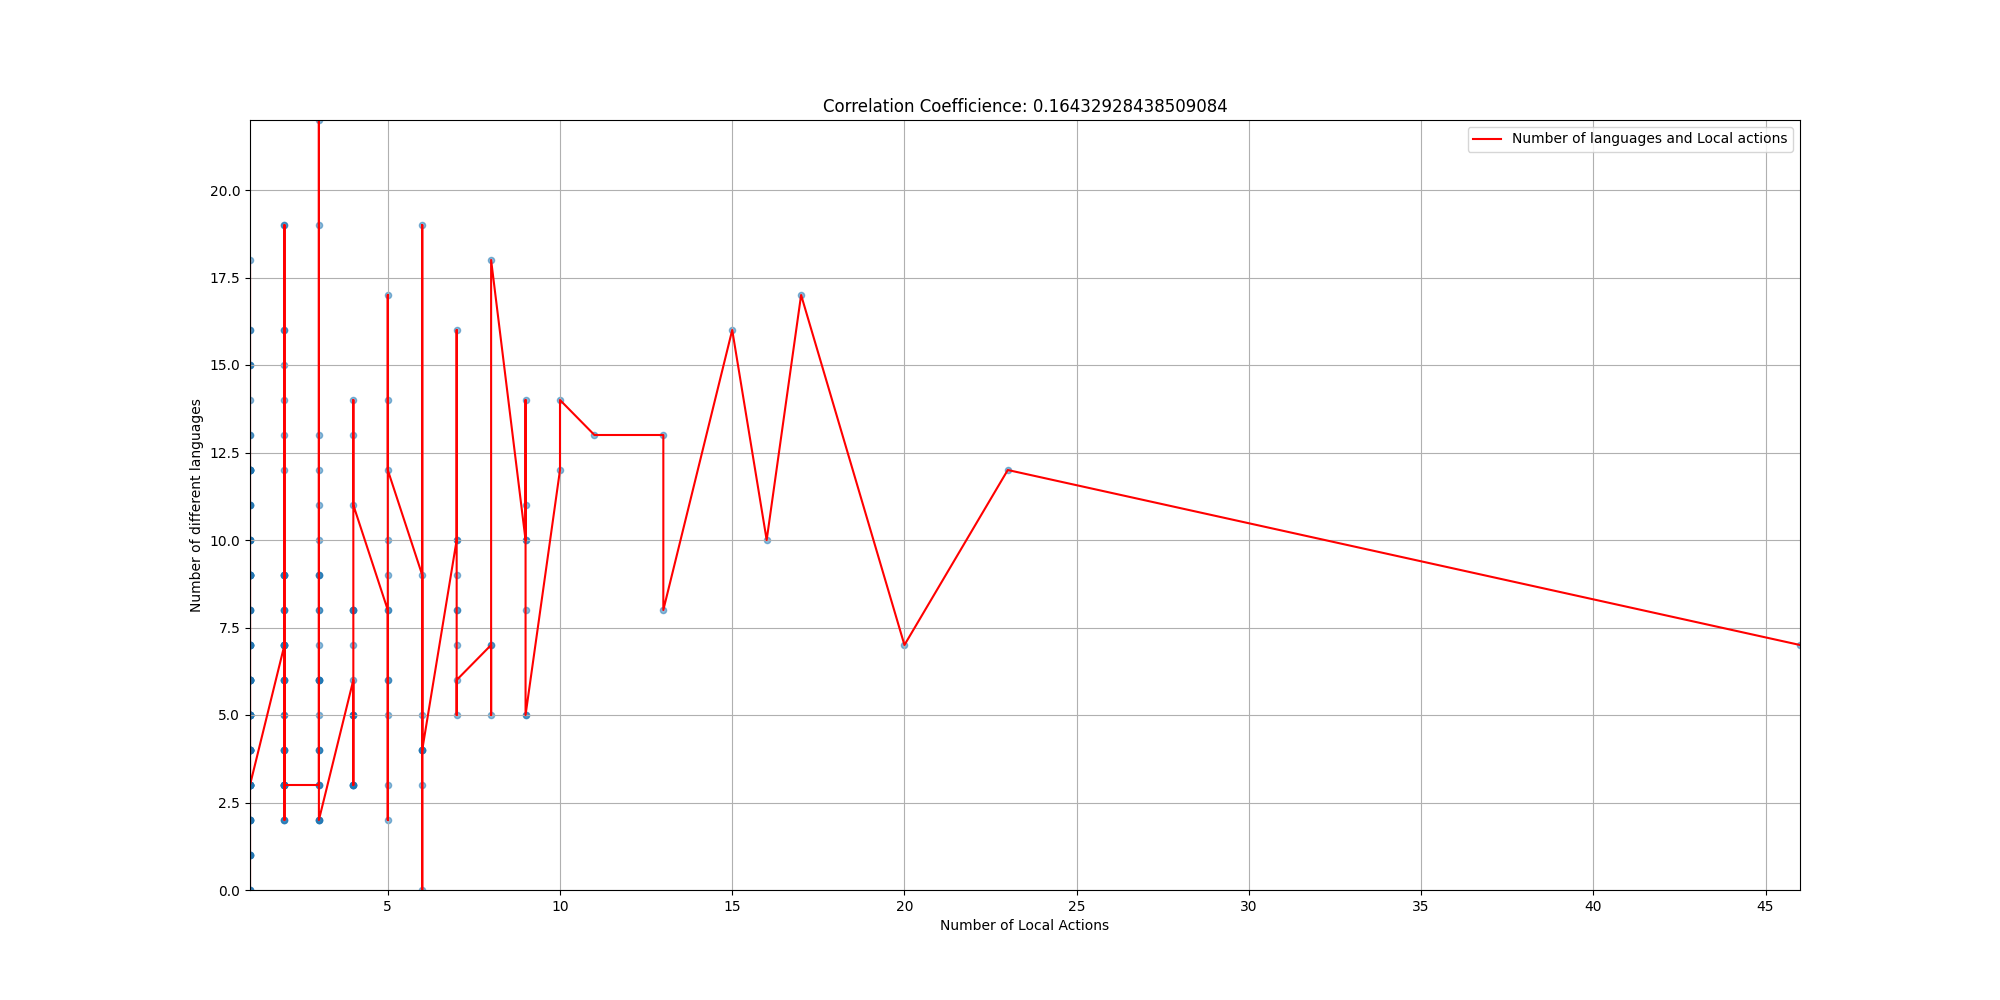 Correlation Coefficience: 0.16432928438509084
Number of languages and Local actions
20.0
17.5
15.0
12.5
10.0
7.5
5.0
2.5
0.0
Number of different languages
5 10 15 20 25 30 35 40 45
Number of Local Actions